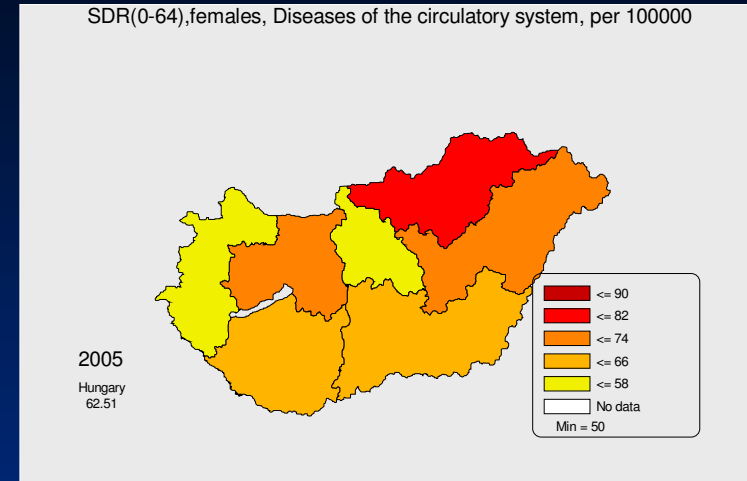 SDR(0-64),females, Diseases of the circulatory system, per 100000
2005
Hungary
62.51
<= 90
<= 82
<= 74
<= 66
<= 58
No data
Min = 50